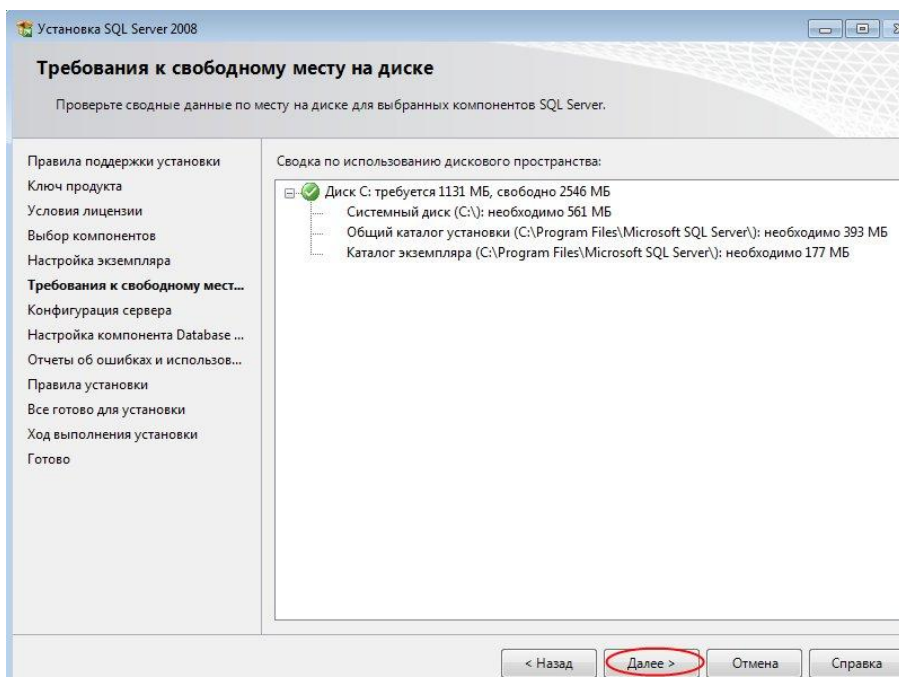 Установка SQL Server 2008
Требования к свободному месту на диске
Проверьте сводные данные по месту на диске для выбранных компонентов SQL Server.
Правила поддержки установки
Ключ продукта
Условия лицензии
Выбор компонентов
Настройка экземпляра
Требования к свободному мест...
Конфигурация сервера
Настройка компонента Database ...
Отчеты об ошибках и использов...
Правила установки
Все готово для установки
Ход выполнения установки
Готово
Сводка по использованию дискового пространства:
Диск C: требуется 1131 МБ, свободно 2546 МБ
Системный диск (C:\): необходимо 561 МБ
Общий каталог установки (C:\Program Files\Microsoft SQL Server\): необходимо 393 МБ
Каталог экземпляра (C:\Program Files\Microsoft SQL Server\): необходимо 177 МБ
< Назад
Далее >
Отмена
Справка